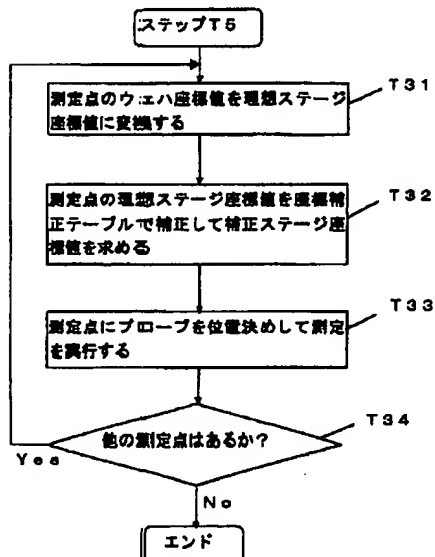 ステップT5
測定点のウェハ座標値を理想ステージ
座標値に変換する
T31
測定点の理想ステージ座標値を座標補
正テーブルで補正して補正ステージ座
標値を求める
T32
測定点にプローブを位置決めして測定
を実行する
T33
他の測定点はあるか?
T34
Yes
No
エンド